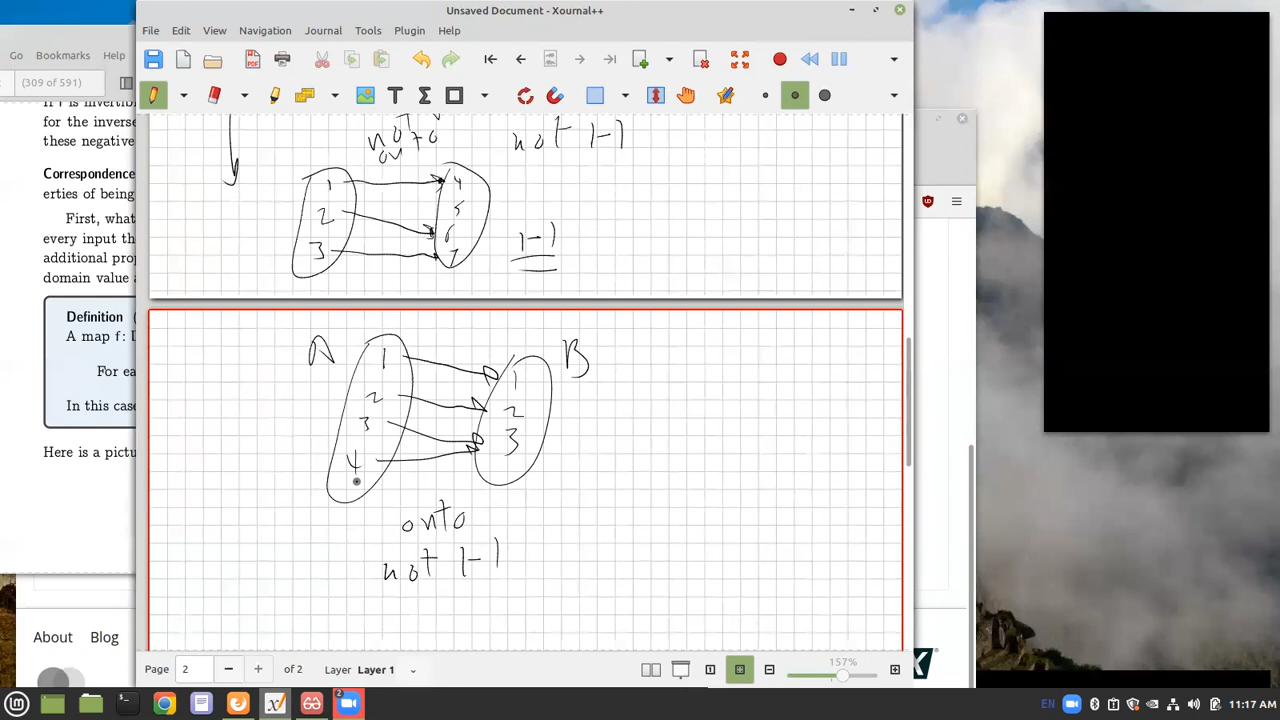 Unsaved Document - Xournal++
File Edit View Navigation Journal Tools Plugin Help
Go Bookmarks Help
(309 of 591)
for the inverse
these negative
Correspondence
erties of being
First, what
every input the
additional prop
domain value a
Definition (
A map f: D
For ea
In this case
Here is a pictu
not
onto
not 1-1
1 4
2 5
3 6
7
1-1
A B
1 1
2 2
3 3
4
onto
not 1-1
About Blog
Page 2 of 2 Layer Layer 1 157%
2
EN 11:17 AM